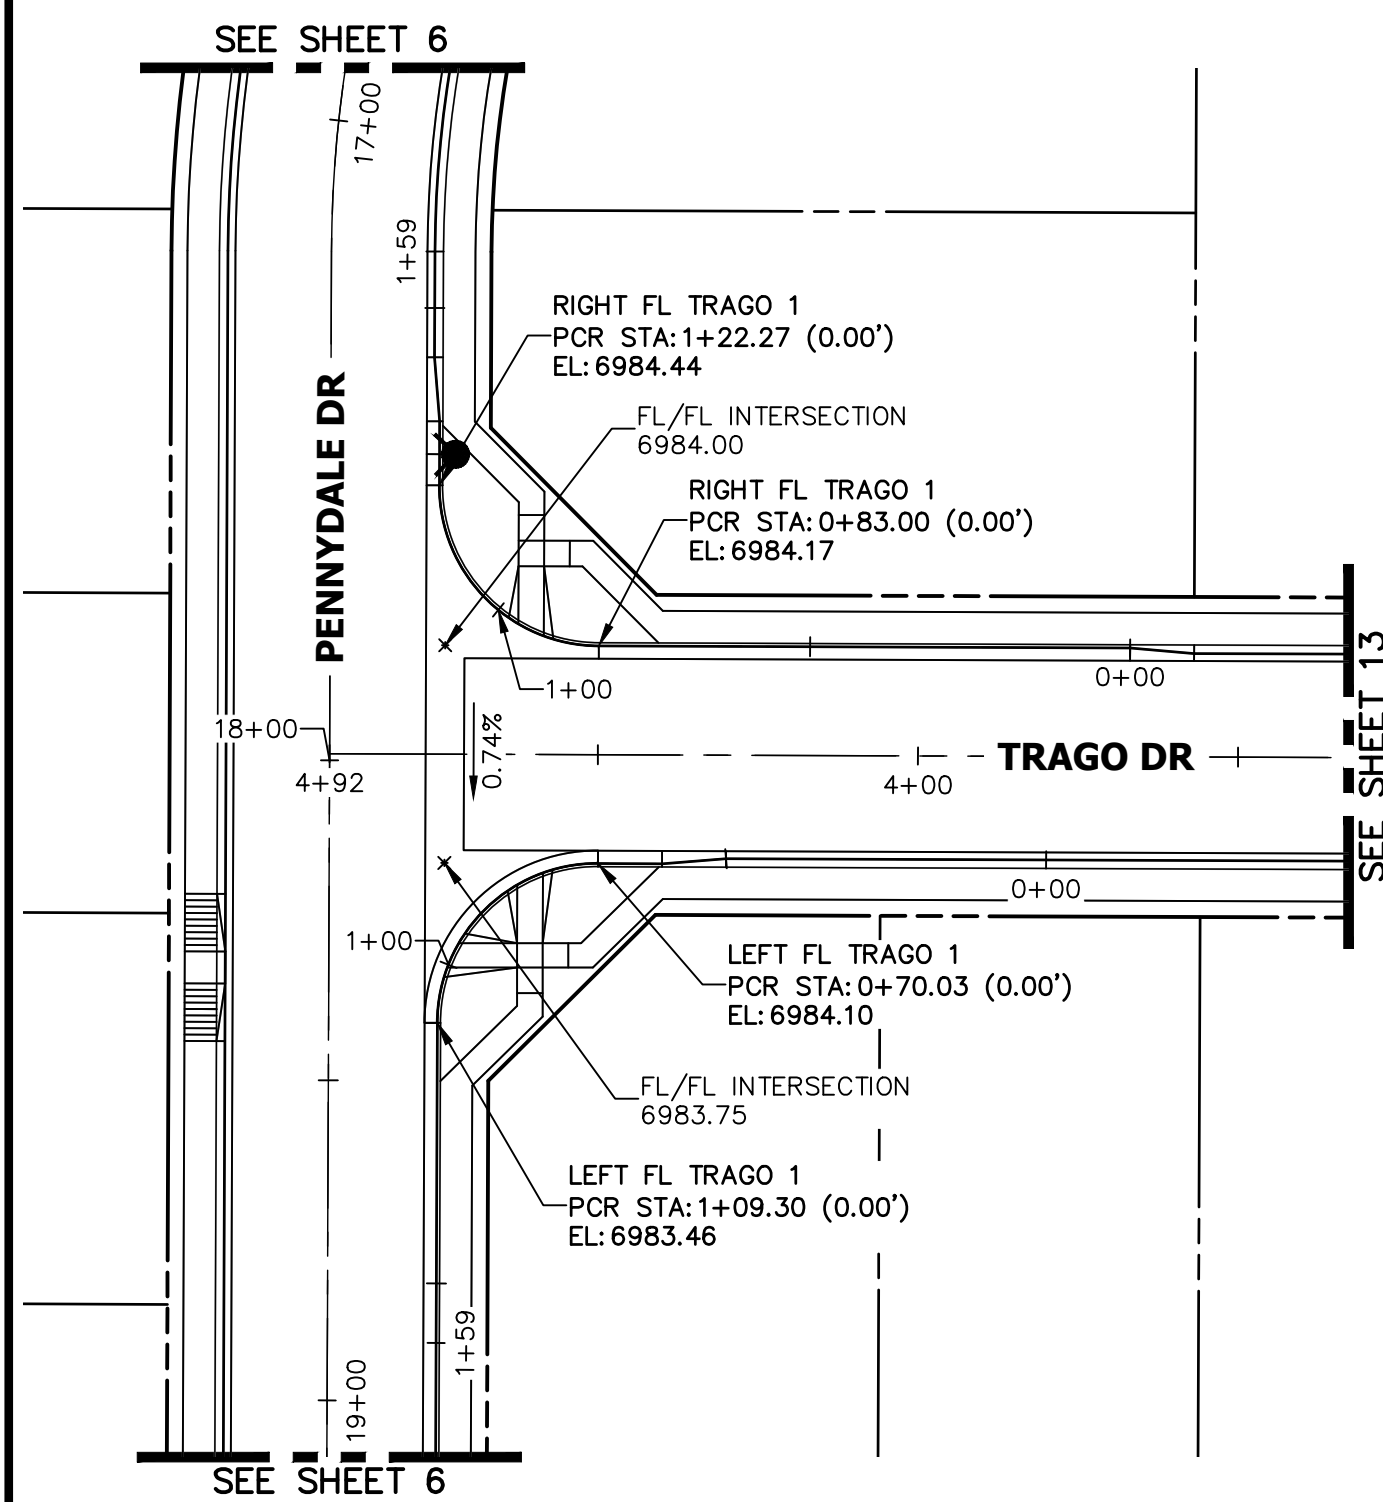 SEE SHEET 6
17+00
1+59
RIGHT FL TRAGO 1
PCR STA:1+22.27 (0.00')
EL:6984.44
PENNYDALE DR
FL/FL INTERSECTION
6984.00
RIGHT FL TRAGO 1
PCR STA:0+83.00 (0.00')
EL:6984.17
SEE SHEET 13
0+00
1+00
18+00
0.74%
TRAGO DR
4+92
4+00
0+00
1+00
LEFT FL TRAGO 1
PCR STA:0+70.03 (0.00')
EL:6984.10
FL/FL INTERSECTION
6983.75
LEFT FL TRAGO 1
PCR STA:1+09.30 (0.00')
EL:6983.46
1+59
19+00
SEE SHEET 6